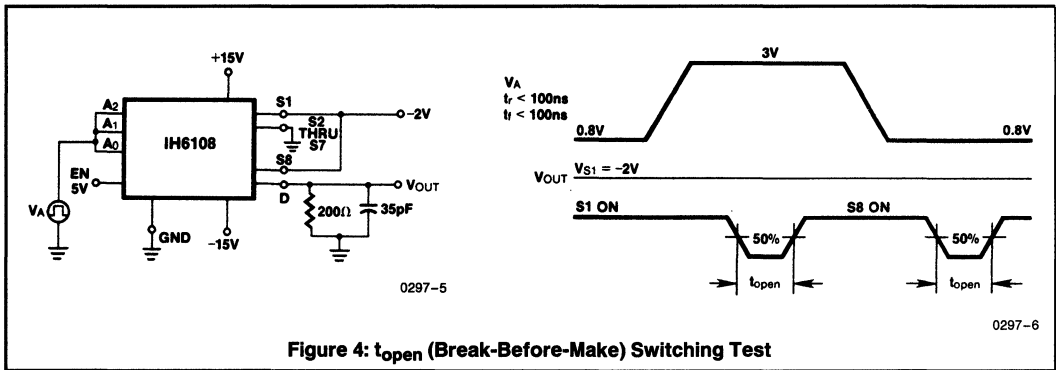 +15V
A2
A1
A0
IH6108
EN
5V
VA
GND
-15V
S1
S2
THRU
S7
S8
D
-2V
VOUT
200Ω
35pF
0297-5
VA
tr < 100ns
tf < 100ns
3V
0.8V
0.8V
VOUT
VS1 = -2V
S1 ON
S8 ON
50%
50%
topen
topen
0297-6
Figure 4: topen (Break-Before-Make) Switching Test